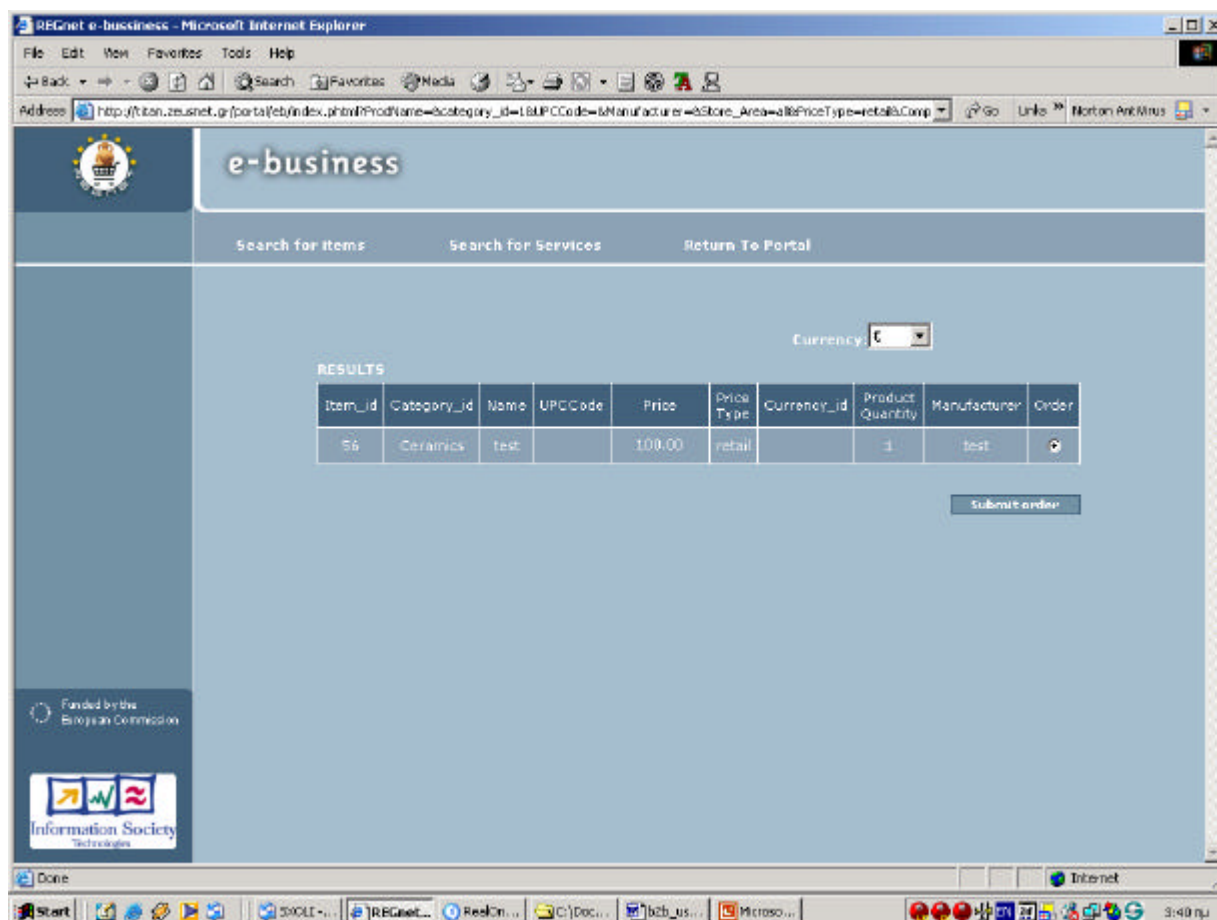 REGnet e-bussiness - Microsoft Internet Explorer
File Edit View Favorites Tools Help
Back Search Favorites Media
Address http://titan.zeusnet.gr/portal/eb/index.phtml?ProdName=&category_id=1&UPCCode=&Manufacturer=&Store_Area=all&PriceType=retail&Comp Go Links » Norton AntiVirus
e-business
Search for Items Search for Services Return To Portal
Currency: €
RESULTS
Item_id Category_id Name UPCCode Price Price Type Currency_id Product Quantity Manufacturer Order
56 Ceramics test 100.00 retail 1 test
Submit order
Funded by the
European Commission
Information Society
Technologies
Done Internet
Start REGnet... RealOn... C:\Doc... b2b_us... Microso... EN 9:40 πμ